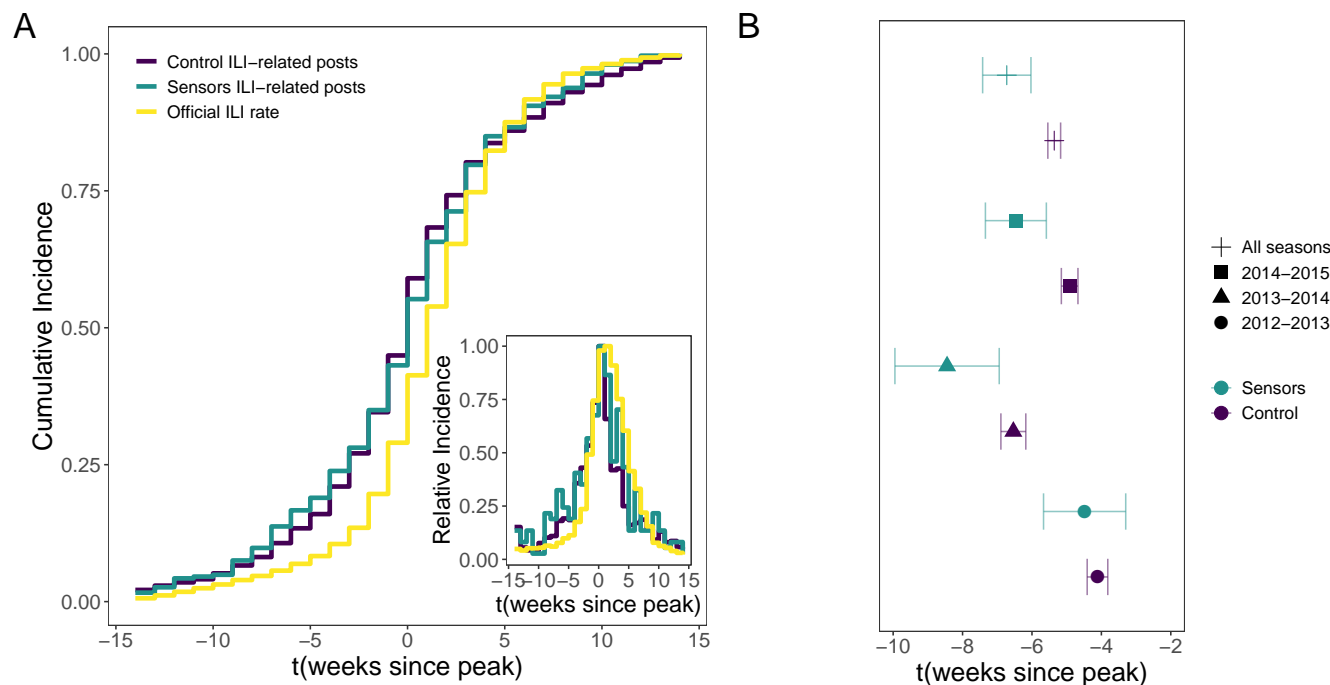 A
Control ILI−related posts
Sensors ILI−related posts
Official ILI rate
Cumulative Incidence
1.00
0.75
0.50
0.25
0.00
−15
−10
−5
0
5
10
15
t(weeks since peak)
Relative Incidence
1.00
0.75
0.50
0.25
0.00
−15
−5
0
5
10
15
t(weeks since peak)
B
−10
−8
−6
−4
−2
t(weeks since peak)
All seasons
2014−2015
2013−2014
2012−2013
Sensors
Control